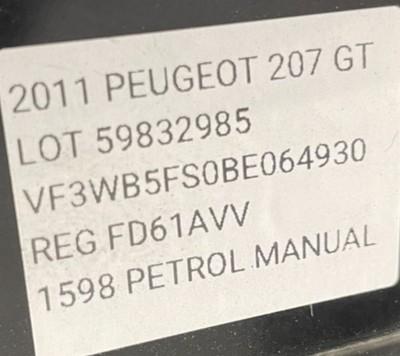 2011 PEUGEOT 207 GT
LOT 59832985
VF3WB5FS0BE064930
REG FD61AVV
1598 PETROL MANUAL